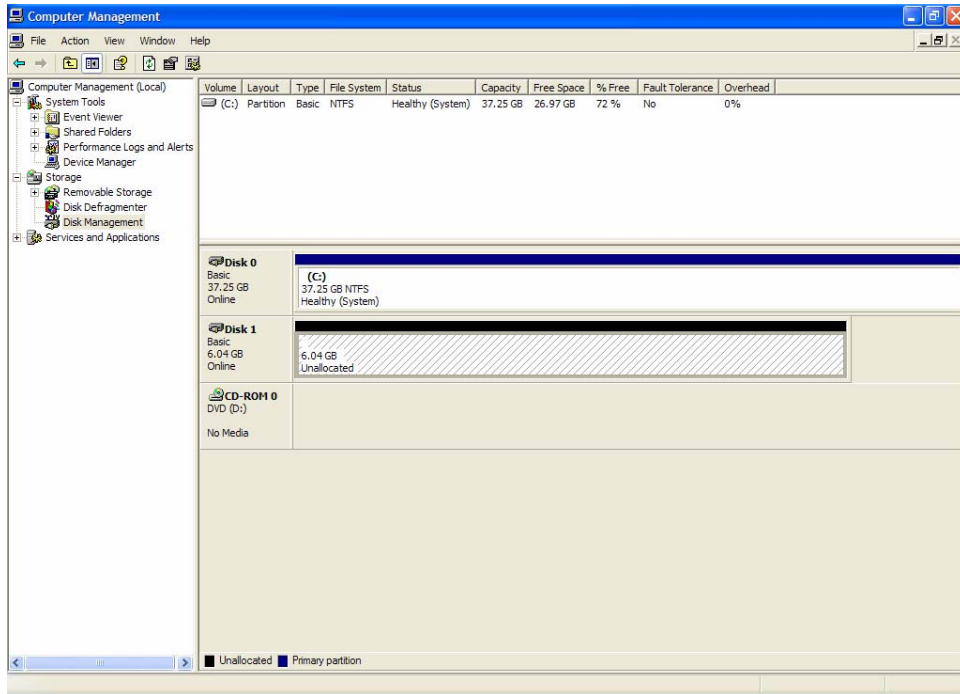 Computer Management
File Action View Window Help
Computer Management (Local)
System Tools
Event Viewer
Shared Folders
Performance Logs and Alerts
Device Manager
Storage
Removable Storage
Disk Defragmenter
Disk Management
Services and Applications
Volume Layout Type File System Status Capacity Free Space % Free Fault Tolerance Overhead
(C:) Partition Basic NTFS Healthy (System) 37.25 GB 26.97 GB 72 % No 0%
Disk 0
Basic
37.25 GB
Online
(C:)
37.25 GB NTFS
Healthy (System)
Disk 1
Basic
6.04 GB
Online
6.04 GB
Unallocated
CD-ROM 0
DVD (D:)
No Media
Unallocated Primary partition